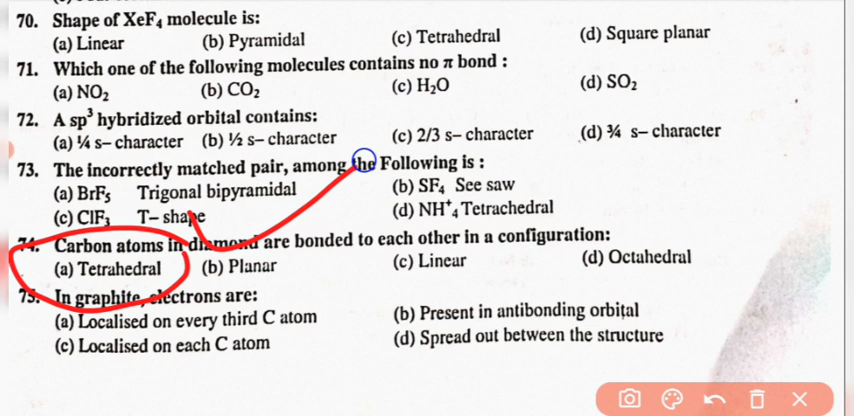 70. Shape of XeF₄ molecule is:
(a) Linear (b) Pyramidal (c) Tetrahedral (d) Square planar
71. Which one of the following molecules contains no π bond :
(a) NO₂ (b) CO₂ (c) H₂O (d) SO₂
72. A sp³ hybridized orbital contains:
(a) ¼ s– character (b) ½ s– character (c) 2/3 s– character (d) ¾ s– character
73. The incorrectly matched pair, among the Following is :
(a) BrF₅ Trigonal bipyramidal (b) SF₄ See saw
(c) ClF₃ T– shape (d) NH⁺₄ Tetrachedral
74. Carbon atoms in diamond are bonded to each other in a configuration:
(a) Tetrahedral (b) Planar (c) Linear (d) Octahedral
75. In graphite, electrons are:
(a) Localised on every third C atom (b) Present in antibonding orbital
(c) Localised on each C atom (d) Spread out between the structure